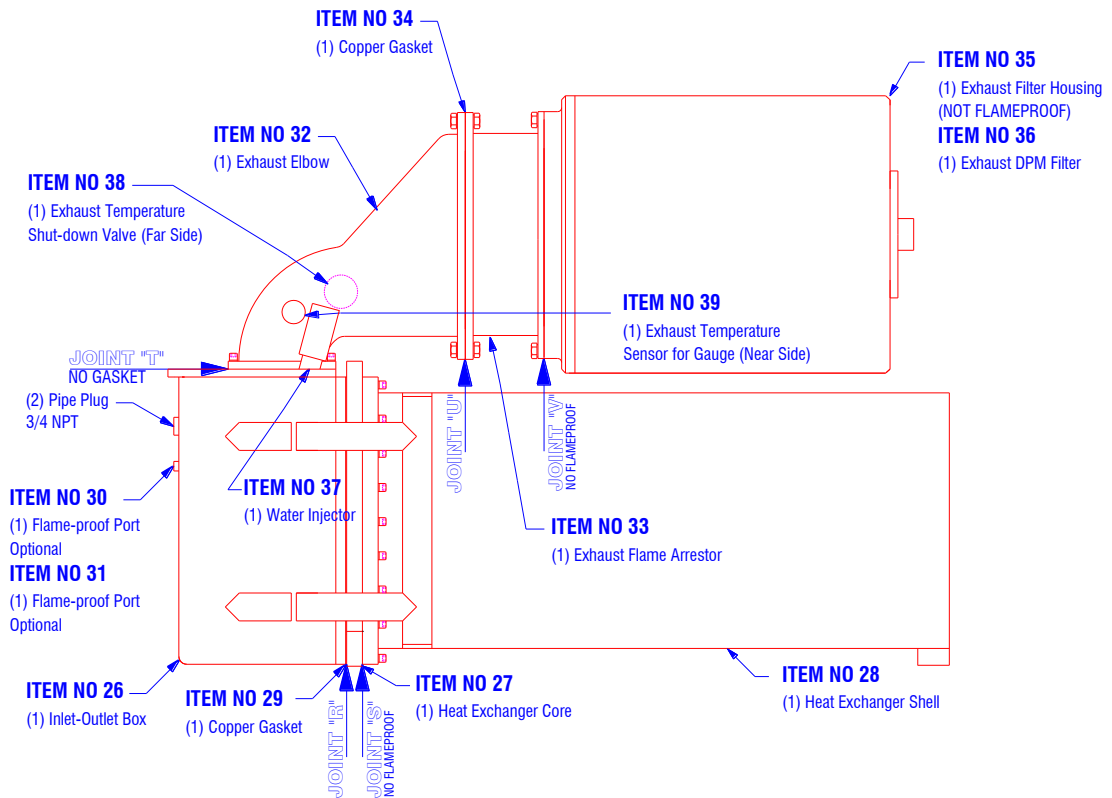 ITEM NO 34
(1) Copper Gasket
ITEM NO 35
(1) Exhaust Filter Housing
(NOT FLAMEPROOF)
ITEM NO 36
(1) Exhaust DPM Filter
ITEM NO 32
(1) Exhaust Elbow
ITEM NO 38
(1) Exhaust Temperature
Shut-down Valve (Far Side)
ITEM NO 39
(1) Exhaust Temperature
Sensor for Gauge (Near Side)
JOINT "T"
NO GASKET
(2) Pipe Plug
3/4 NPT
JOINT "U"
JOINT "V"
NO FLAMEPROOF
ITEM NO 37
(1) Water Injector
ITEM NO 30
(1) Flame-proof Port
Optional
ITEM NO 31
(1) Flame-proof Port
Optional
ITEM NO 33
(1) Exhaust Flame Arrestor
ITEM NO 26
(1) Inlet-Outlet Box
ITEM NO 29
(1) Copper Gasket
ITEM NO 27
(1) Heat Exchanger Core
ITEM NO 28
(1) Heat Exchanger Shell
JOINT "R"
JOINT "S"
NO FLAMEPROOF